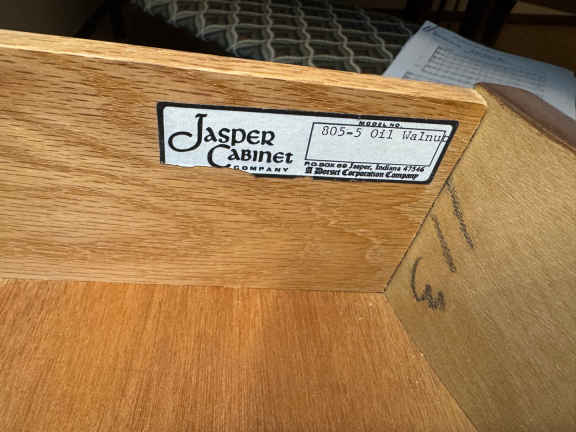 Jasper
Cabinet
COMPANY
MODEL NO.
805-5 Oil Walnut
P.O. BOX 69 Jasper, Indiana 47546
A Dorset Corporation Company